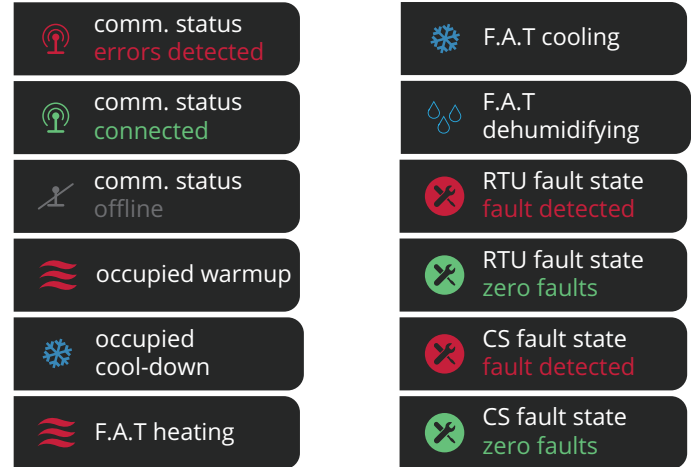 comm. status
errors detected
comm. status
connected
comm. status
offline
occupied warmup
occupied
cool-down
F.A.T heating
F.A.T cooling
F.A.T
dehumidifying
RTU fault state
fault detected
RTU fault state
zero faults
CS fault state
fault detected
CS fault state
zero faults